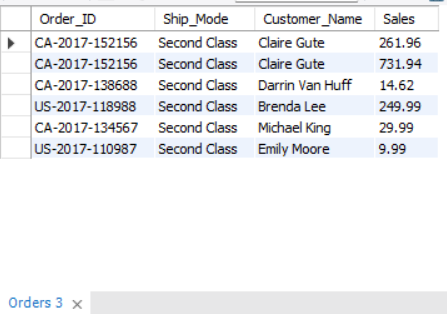 Order_ID Ship_Mode Customer_Name Sales
CA-2017-152156 Second Class Claire Gute 261.96
CA-2017-152156 Second Class Claire Gute 731.94
CA-2017-138688 Second Class Darrin Van Huff 14.62
US-2017-118988 Second Class Brenda Lee 249.99
CA-2017-134567 Second Class Michael King 29.99
US-2017-110987 Second Class Emily Moore 9.99
Orders 3